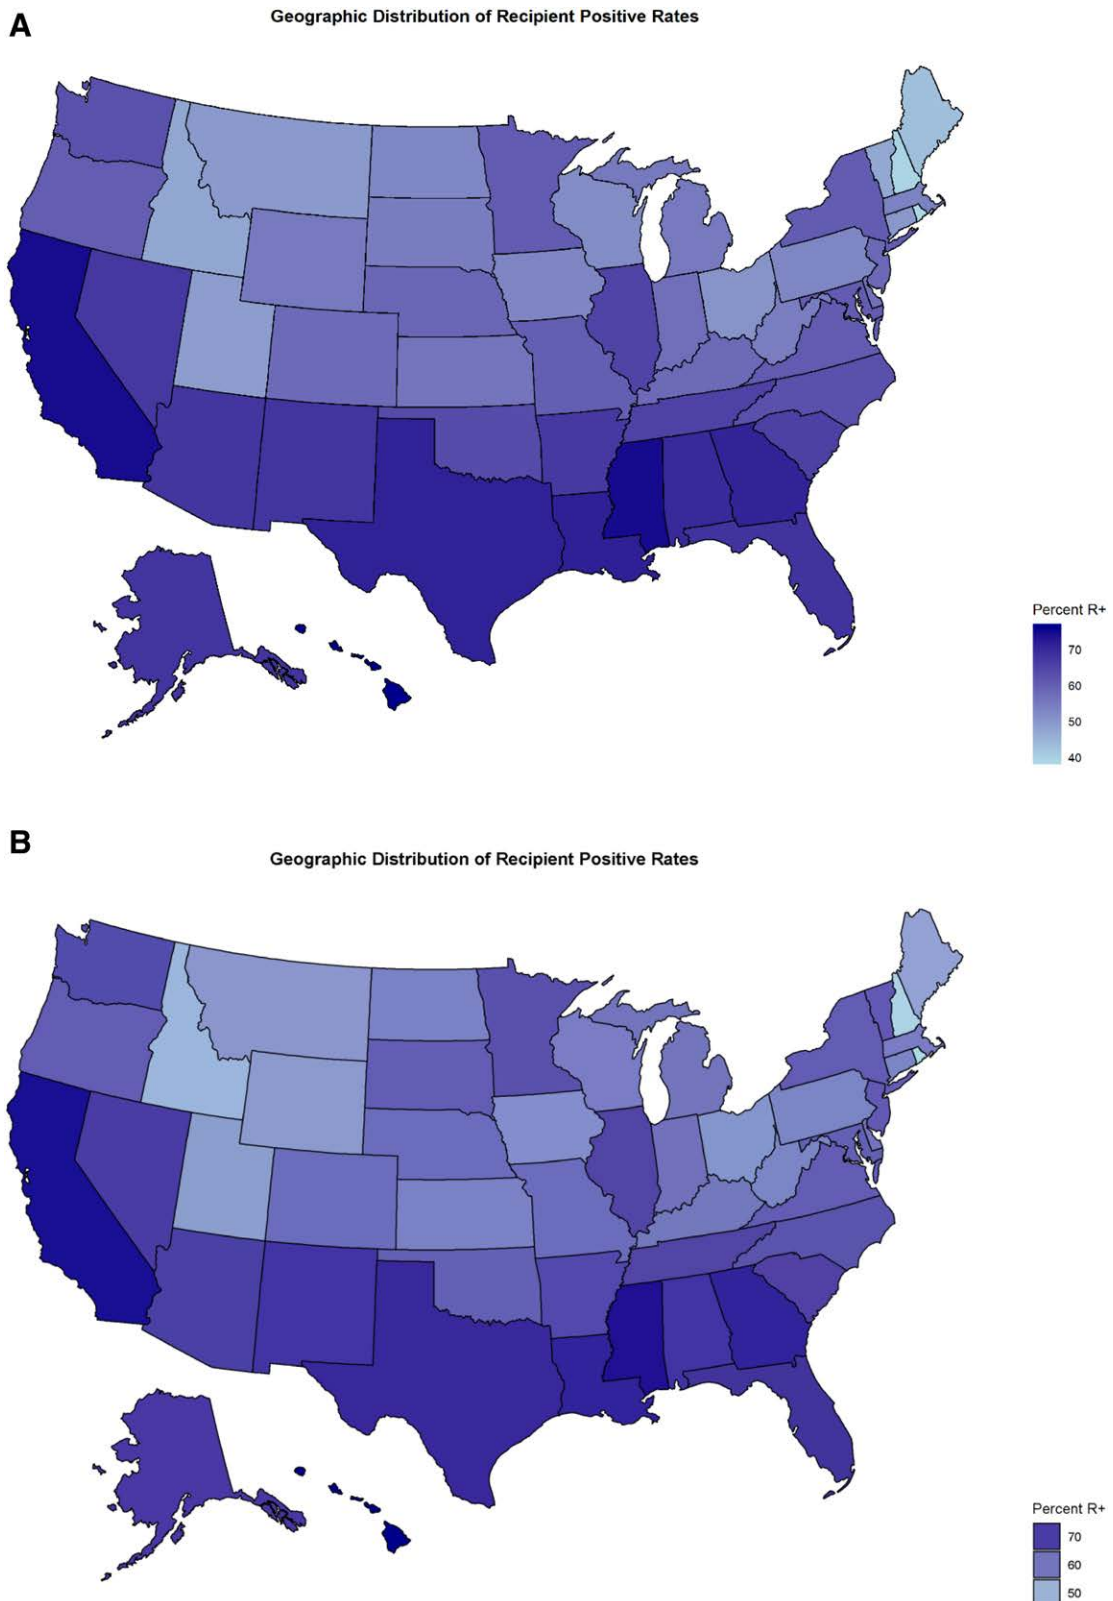 A
Geographic Distribution of Recipient Positive Rates
Percent R+
70
60
50
40
B
Geographic Distribution of Recipient Positive Rates
Percent R+
70
60
50